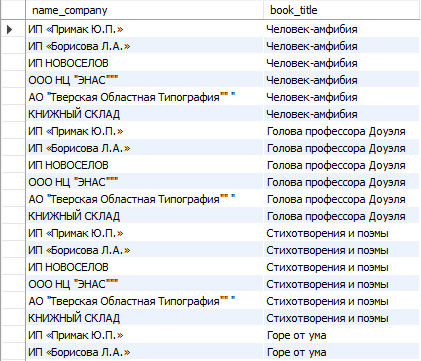 name_company book_title
ИП «Примак Ю.П.» Человек-амфибия
ИП «Борисова Л.А.» Человек-амфибия
ИП НОВОСЕЛОВ Человек-амфибия
ООО НЦ "ЭНАС""" Человек-амфибия
АО "Тверская Областная Типография"" " Человек-амфибия
КНИЖНЫЙ СКЛАД Человек-амфибия
ИП «Примак Ю.П.» Голова профессора Доуэля
ИП «Борисова Л.А.» Голова профессора Доуэля
ИП НОВОСЕЛОВ Голова профессора Доуэля
ООО НЦ "ЭНАС""" Голова профессора Доуэля
АО "Тверская Областная Типография"" " Голова профессора Доуэля
КНИЖНЫЙ СКЛАД Голова профессора Доуэля
ИП «Примак Ю.П.» Стихотворения и поэмы
ИП «Борисова Л.А.» Стихотворения и поэмы
ИП НОВОСЕЛОВ Стихотворения и поэмы
ООО НЦ "ЭНАС""" Стихотворения и поэмы
АО "Тверская Областная Типография"" " Стихотворения и поэмы
КНИЖНЫЙ СКЛАД Стихотворения и поэмы
ИП «Примак Ю.П.» Горе от ума
ИП «Борисова Л.А.» Горе от ума